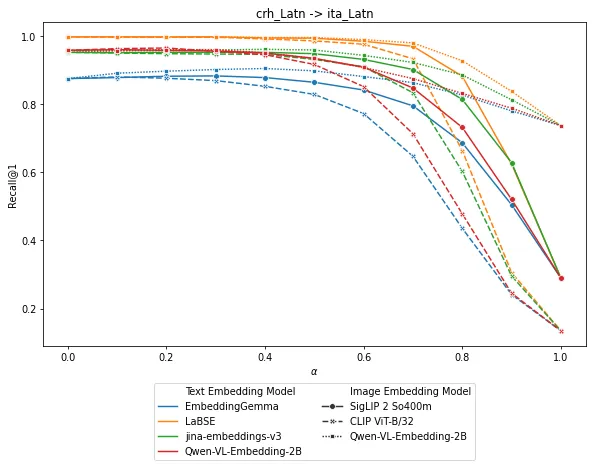 crh_Latn -> ita_Latn
Recall@1
1.0
0.8
0.6
0.4
0.2
0.0
0.2
0.4
0.6
0.8
1.0
α
Text Embedding Model
EmbeddingGemma
LaBSE
jina-embeddings-v3
Qwen-VL-Embedding-2B
Image Embedding Model
SigLIP 2 So400m
CLIP ViT-B/32
Qwen-VL-Embedding-2B